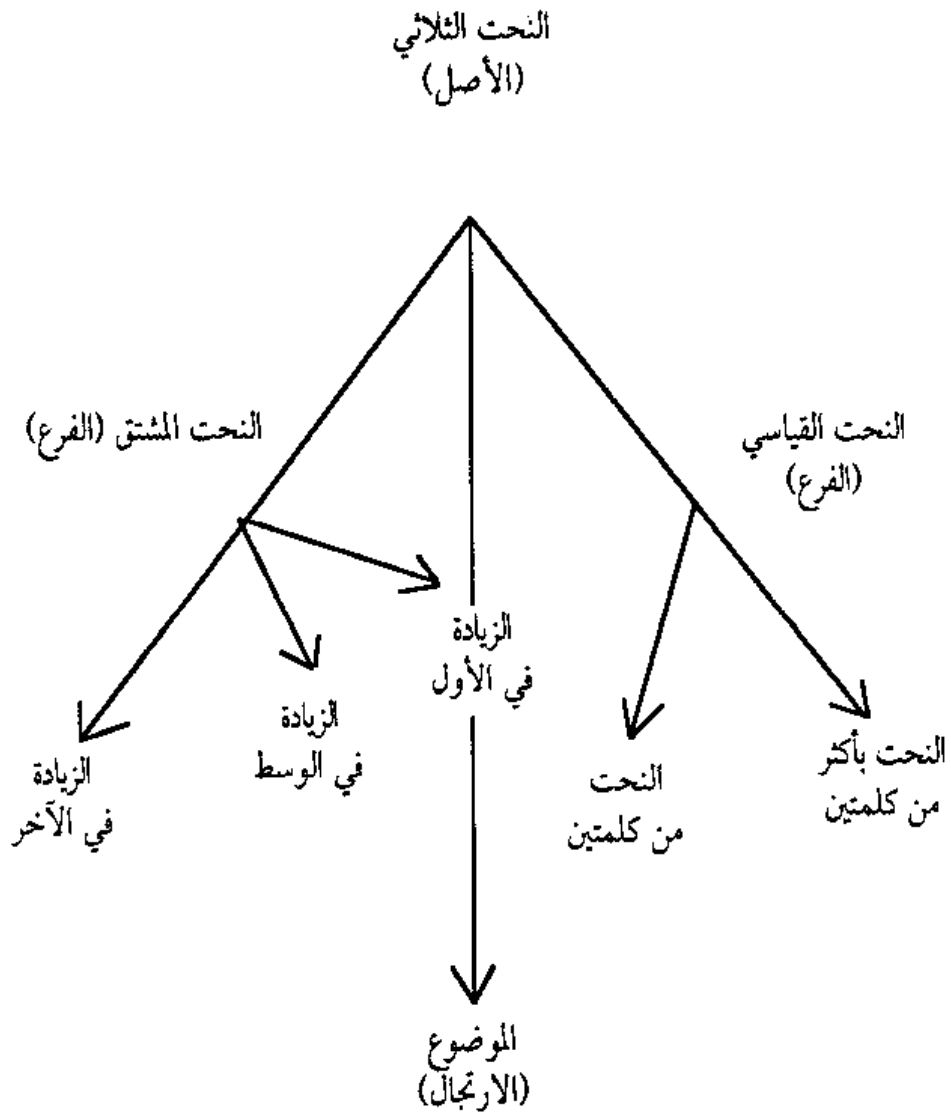 النحت الثلاثي
(الأصل)
النحت القياسي
(الفرع)
النحت المشتق (الفرع)
النحت بأكثر
من كلمتين
النحت
من كلمتين
الزيادة
في الأول
الزيادة
في الوسط
الزيادة
في الآخر
الموضوع
(الارتجال)